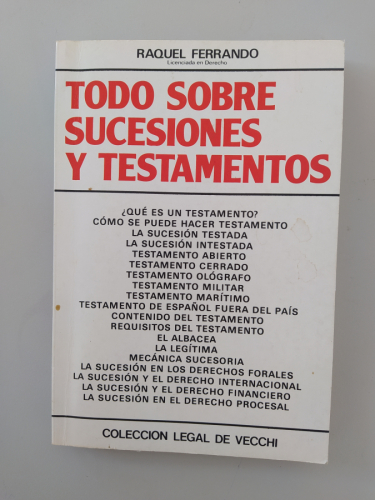 RAQUEL FERRANDO
Licenciada en Derecho
TODO SOBRE
SUCESIONES
Y TESTAMENTOS
¿QUÉ ES UN TESTAMENTO?
CÓMO SE PUEDE HACER TESTAMENTO
LA SUCESIÓN TESTADA
LA SUCESIÓN INTESTADA
TESTAMENTO ABIERTO
TESTAMENTO CERRADO
TESTAMENTO OLÓGRAFO
TESTAMENTO MILITAR
TESTAMENTO MARÍTIMO
TESTAMENTO DE ESPAÑOL FUERA DEL PAÍS
CONTENIDO DEL TESTAMENTO
REQUISITOS DEL TESTAMENTO
EL ALBACEA
LA LEGÍTIMA
MECÁNICA SUCESORIA
LA SUCESIÓN EN LOS DERECHOS FORALES
LA SUCESIÓN Y EL DERECHO INTERNACIONAL
LA SUCESIÓN Y EL DERECHO FINANCIERO
LA SUCESIÓN EN EL DERECHO PROCESAL
COLECCION LEGAL DE VECCHI